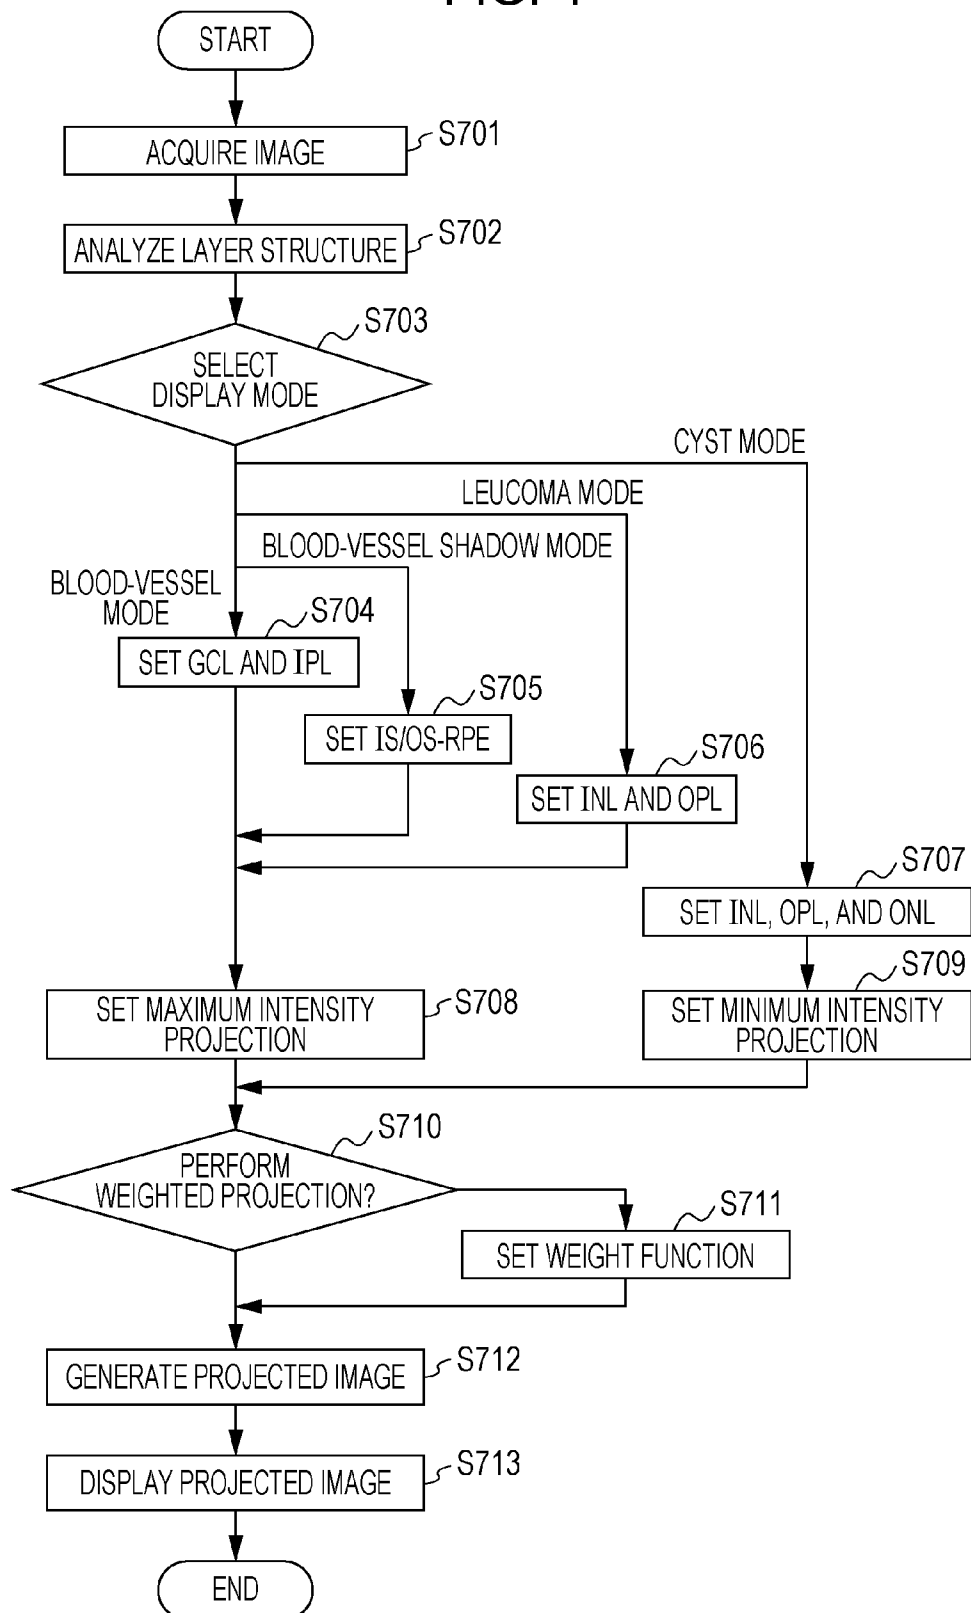 START
ACQUIRE IMAGE
S701
ANALYZE LAYER STRUCTURE
S702
SELECT
DISPLAY MODE
S703
CYST MODE
LEUCOMA MODE
BLOOD-VESSEL SHADOW MODE
BLOOD-VESSEL
MODE
S704
SET GCL AND IPL
S705
SET IS/OS-RPE
S706
SET INL AND OPL
S707
SET INL, OPL, AND ONL
S708
SET MAXIMUM INTENSITY
PROJECTION
S709
SET MINIMUM INTENSITY
PROJECTION
S710
PERFORM
WEIGHTED PROJECTION?
S711
SET WEIGHT FUNCTION
S712
GENERATE PROJECTED IMAGE
S713
DISPLAY PROJECTED IMAGE
END